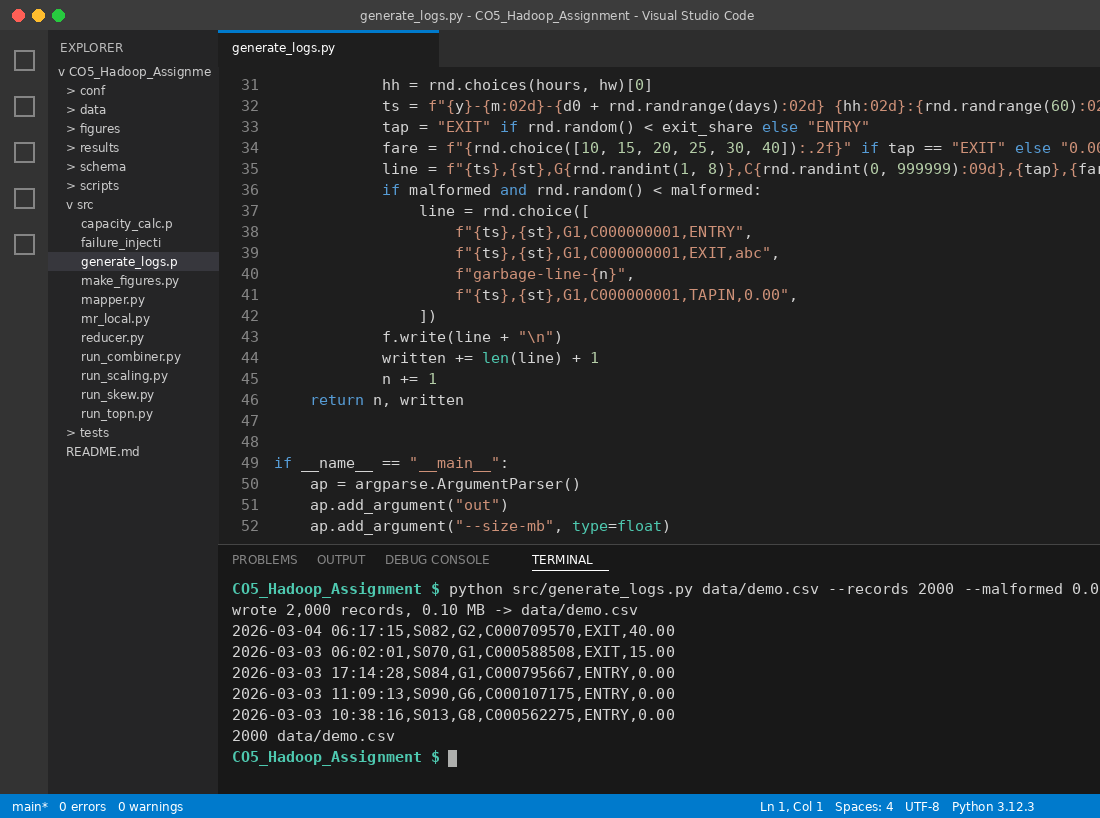 generate_logs.py - CO5_Hadoop_Assignment - Visual Studio Code
EXPLORER
v CO5_Hadoop_Assignme
> conf
> data
> figures
> results
> schema
> scripts
v src
capacity_calc.p
failure_injecti
generate_logs.p
make_figures.py
mapper.py
mr_local.py
reducer.py
run_combiner.py
run_scaling.py
run_skew.py
run_topn.py
> tests
README.md
generate_logs.py
31 hh = rnd.choices(hours, hw)[0]
32 ts = f"{y}-{m:02d}-{d0 + rnd.randrange(days):02d} {hh:02d}:{rnd.randrange(60):02
33 tap = "EXIT" if rnd.random() < exit_share else "ENTRY"
34 fare = f"{rnd.choice([10, 15, 20, 25, 30, 40]):.2f}" if tap == "EXIT" else "0.00
35 line = f"{ts},{st},G{rnd.randint(1, 8)},C{rnd.randint(0, 999999):09d},{tap},{far
36 if malformed and rnd.random() < malformed:
37 line = rnd.choice([
38 f"{ts},{st},G1,C000000001,ENTRY",
39 f"{ts},{st},G1,C000000001,EXIT,abc",
40 f"garbage-line-{n}",
41 f"{ts},{st},G1,C000000001,TAPIN,0.00",
42 ])
43 f.write(line + "\n")
44 written += len(line) + 1
45 n += 1
46 return n, written
47
48
49 if __name__ == "__main__":
50 ap = argparse.ArgumentParser()
51 ap.add_argument("out")
52 ap.add_argument("--size-mb", type=float)
PROBLEMS OUTPUT DEBUG CONSOLE TERMINAL
CO5_Hadoop_Assignment $ python src/generate_logs.py data/demo.csv --records 2000 --malformed 0.0
wrote 2,000 records, 0.10 MB -> data/demo.csv
2026-03-04 06:17:15,S082,G2,C000709570,EXIT,40.00
2026-03-03 06:02:01,S070,G1,C000588508,EXIT,15.00
2026-03-03 17:14:28,S084,G1,C000795667,ENTRY,0.00
2026-03-03 11:09:13,S090,G6,C000107175,ENTRY,0.00
2026-03-03 10:38:16,S013,G8,C000562275,ENTRY,0.00
2000 data/demo.csv
CO5_Hadoop_Assignment $
main* 0 errors 0 warnings Ln 1, Col 1 Spaces: 4 UTF-8 Python 3.12.3